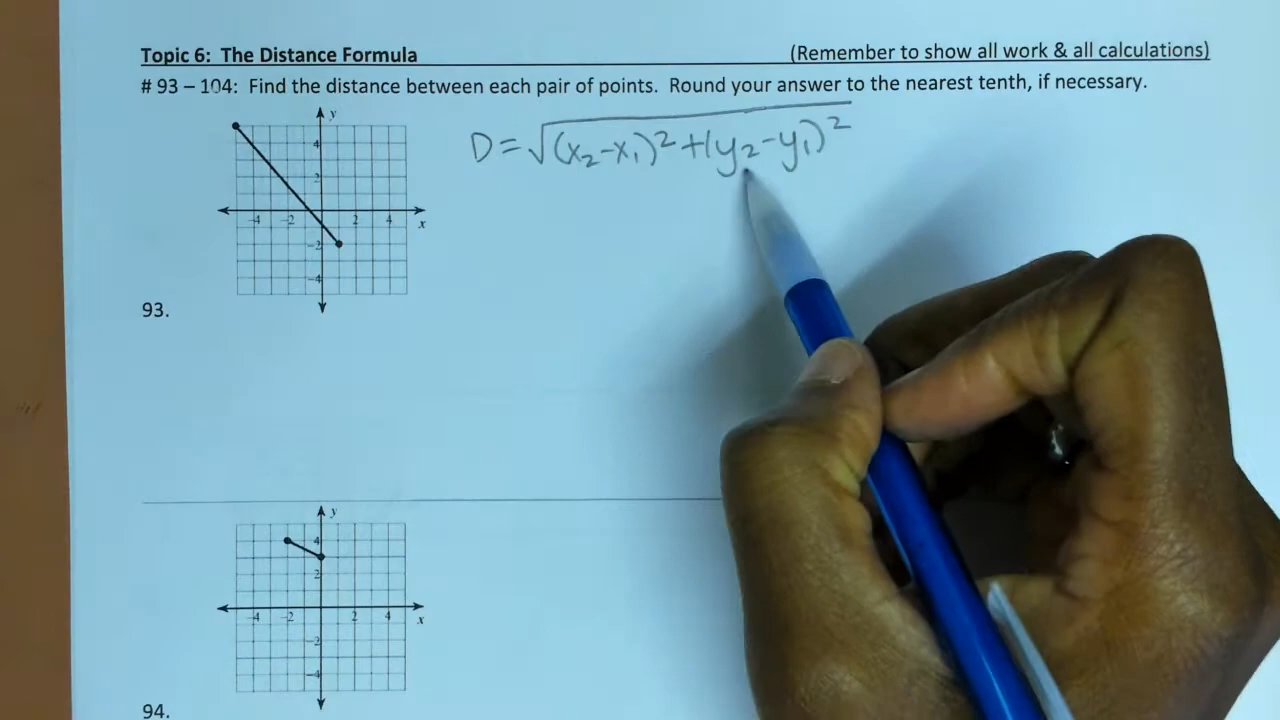 Topic 6: The Distance Formula (Remember to show all work & all calculations)
# 93 – 104: Find the distance between each pair of points. Round your answer to the nearest tenth, if necessary.
D=√(x₂-x₁)²+(y₂-y₁)²
y
4
2
-4 -2 2 4 x
-2
-4
93.
y
4
2
-4 -2 2 4 x
-2
-4
94.